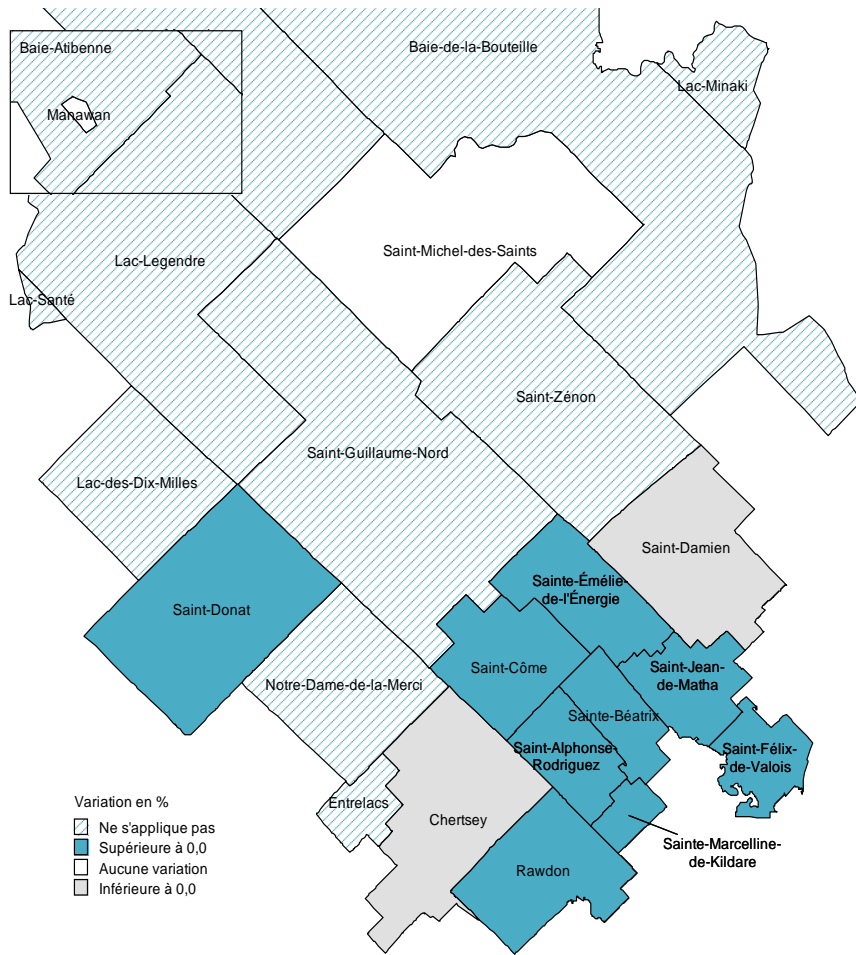 Baie-Atibenne
Baie-de-la-Bouteille
Lac-Minaki
Manawan
Saint-Michel-des-Saints
Lac-Legendre
Lac-Santé
Saint-Zénon
Saint-Guillaume-Nord
Lac-des-Dix-Milles
Saint-Damien
Sainte-Émélie-
de-l'Énergie
Saint-Donat
Saint-Côme
Saint-Jean-
de-Matha
Notre-Dame-de-la-Merci
Sainte-Béatrix
Saint-Alphonse-
Rodriguez
Saint-Félix-
de-Valois
Entrelacs
Chertsey
Sainte-Marcelline-
de-Kildare
Rawdon
Variation en %
Ne s'applique pas
Supérieure à 0,0
Aucune variation
Inférieure à 0,0